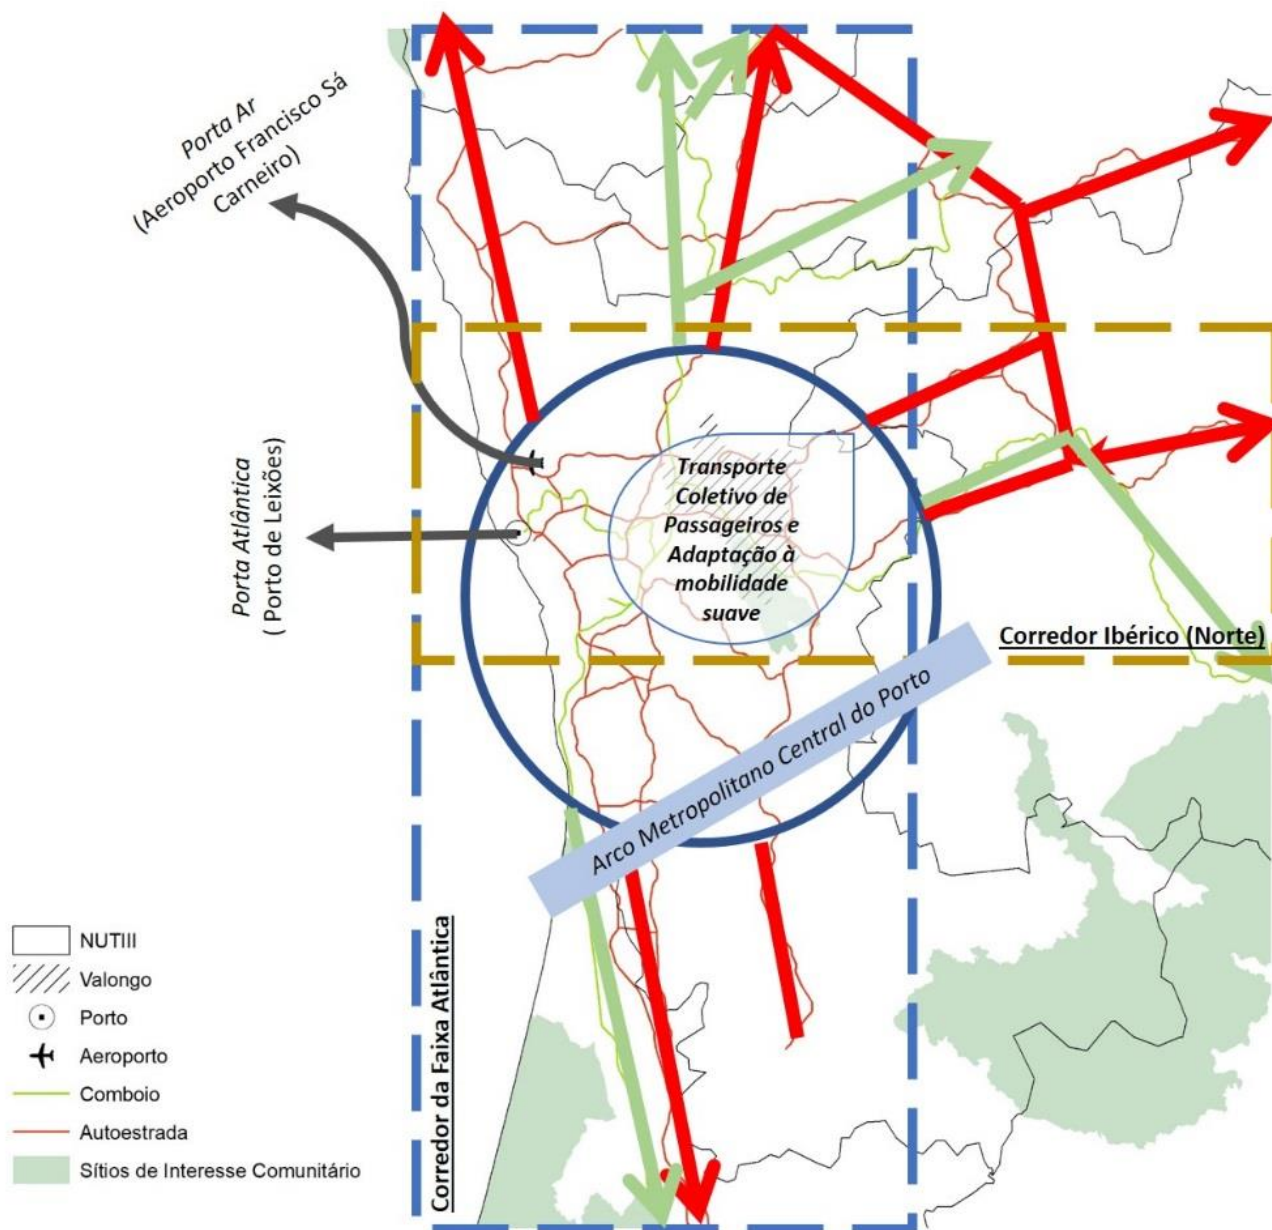 Porta Ar
(Aeroporto Francisco Sá
Carneiro)
Porta Atlântica
( Porto de Leixões)
Transporte
Coletivo de
Passageiros e
Adaptação à
mobilidade
suave
Corredor Ibérico (Norte)
Arco Metropolitano Central do Porto
Corredor da Faixa Atlântica
NUTIII
Valongo
Porto
Aeroporto
Comboio
Autoestrada
Sítios de Interesse Comunitário